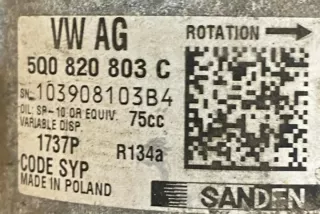 VW AG
ROTATION
5Q0 820 803 C
SN. 103908103B4
OIL: SP-10 OR EQUIV. 75cc
VARIABLE DISP.
1737P R134a
CODE SYP
MADE IN POLAND
SANDEN